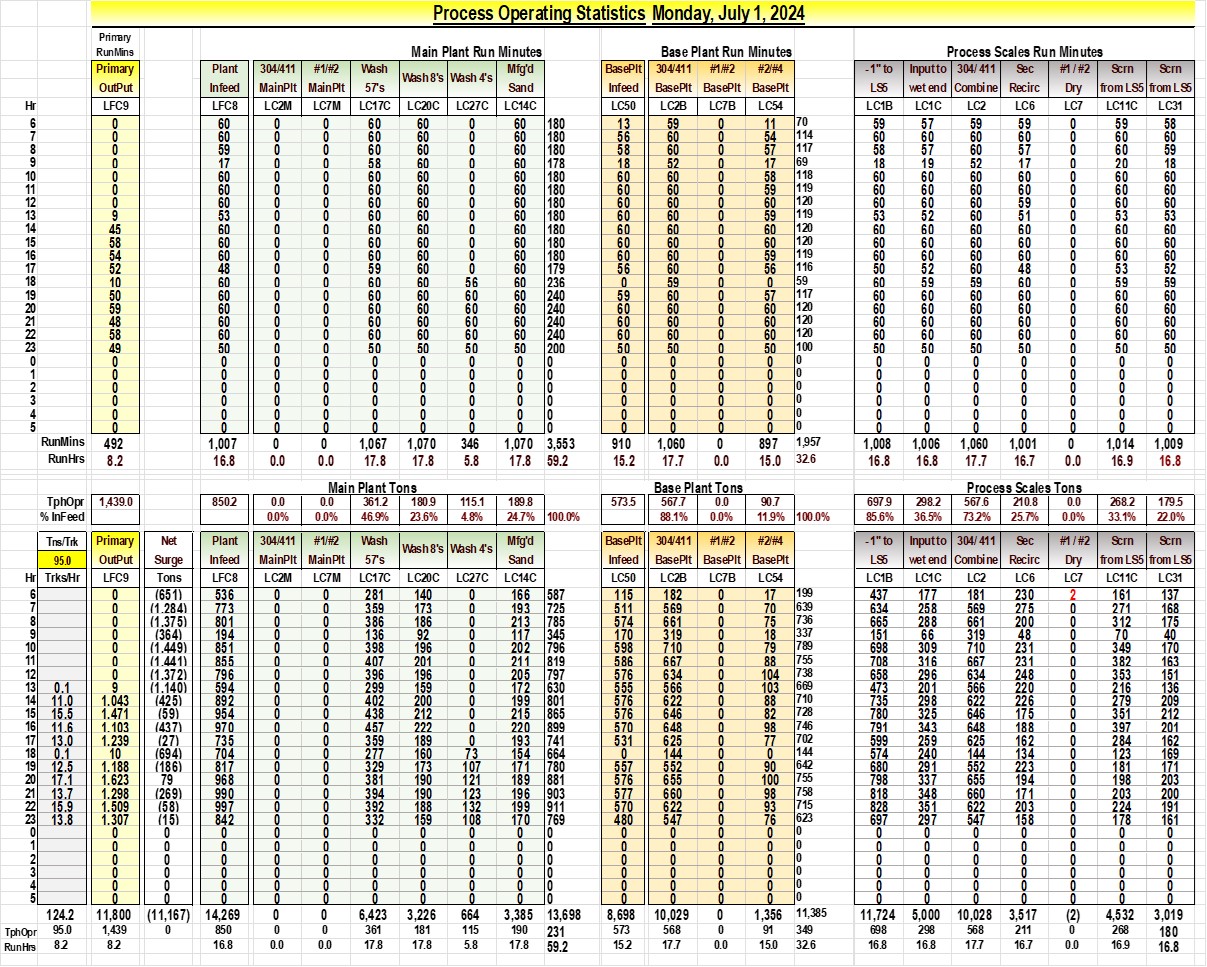 Process Operating Statistics Monday, July 1, 2024
Primary
RunMins Main Plant Run Minutes Base Plant Run Minutes Process Scales Run Minutes
Primary Plant 304/411 #1/#2 Wash Wash 8's Wash 4's Mfg'd BasePlt 304/411 #1/#2 #2/#4 -1" to Input to 304/ 411 Sec #1 / #2 Scrn Scrn
OutPut Infeed MainPlt MainPlt 57's Sand Infeed BasePlt BasePlt BasePlt LS5 wet end Combine Recirc Dry from LS5 from LS5
Hr LFC9 LFC8 LC2M LC7M LC17C LC20C LC27C LC14C LC50 LC2B LC7B LC54 LC1B LC1C LC2 LC6 LC7 LC11C LC31
6 0 60 0 0 60 60 0 60 180 13 59 0 11 70 59 57 59 59 0 59 58
7 0 60 0 0 60 60 0 60 180 56 60 0 54 114 60 60 60 60 0 60 60
8 0 59 0 0 60 60 0 60 180 58 60 0 57 117 58 57 60 57 0 60 59
9 0 17 0 0 58 60 0 60 178 18 52 0 17 69 18 19 52 17 0 20 18
10 0 60 0 0 60 60 0 60 180 60 60 0 58 118 60 60 60 60 0 60 60
11 0 60 0 0 60 60 0 60 180 60 60 0 59 119 60 60 60 60 0 60 60
12 0 60 0 0 60 60 0 60 180 60 60 0 60 120 60 60 60 59 0 60 60
13 9 53 0 0 60 60 0 60 180 60 60 0 59 119 53 52 60 51 0 53 53
14 45 60 0 0 60 60 0 60 180 60 60 0 60 120 60 60 60 60 0 60 60
15 58 60 0 0 60 60 0 60 180 60 60 0 60 120 60 60 60 60 0 60 60
16 54 60 0 0 60 60 0 60 180 60 60 0 59 119 60 60 60 60 0 60 60
17 52 48 0 0 59 60 0 60 179 56 60 0 56 116 50 52 60 48 0 53 52
18 10 60 0 0 60 60 56 60 236 0 59 0 0 59 60 59 59 60 0 59 59
19 50 60 0 0 60 60 60 60 240 59 60 0 57 117 60 60 60 60 0 60 60
20 59 60 0 0 60 60 60 60 240 60 60 0 60 120 60 60 60 60 0 60 60
21 48 60 0 0 60 60 60 60 240 60 60 0 60 120 60 60 60 60 0 60 60
22 58 60 0 0 60 60 60 60 240 60 60 0 60 120 60 60 60 60 0 60 60
23 49 50 0 0 50 50 50 50 200 50 50 0 50 100 50 50 50 50 0 50 50
0 0 0 0 0 0 0 0 0 0 0 0 0 0 0 0 0 0 0 0 0 0
1 0 0 0 0 0 0 0 0 0 0 0 0 0 0 0 0 0 0 0 0 0
2 0 0 0 0 0 0 0 0 0 0 0 0 0 0 0 0 0 0 0 0 0
3 0 0 0 0 0 0 0 0 0 0 0 0 0 0 0 0 0 0 0 0 0
4 0 0 0 0 0 0 0 0 0 0 0 0 0 0 0 0 0 0 0 0 0
5 0 0 0 0 0 0 0 0 0 0 0 0 0 0 0 0 0 0 0 0 0
RunMins 492 1,007 0 0 1,067 1,070 346 1,070 3,553 910 1,060 0 897 1,957 1,008 1,006 1,060 1,001 0 1,014 1,009
RunHrs 8.2 16.8 0.0 0.0 17.8 17.8 5.8 17.8 59.2 15.2 17.7 0.0 15.0 32.6 16.8 16.8 17.7 16.7 0.0 16.9 16.8
Main Plant Tons Base Plant Tons Process Scales Tons
TphOpr 1,439.0 850.2 0.0 0.0 361.2 180.9 115.1 189.8 573.5 567.7 0.0 90.7 697.9 298.2 567.6 210.8 0.0 268.2 179.5
% InFeed 0.0% 0.0% 46.9% 23.6% 4.8% 24.7% 100.0% 88.1% 0.0% 11.9% 100.0% 85.6% 36.5% 73.2% 25.7% 0.0% 33.1% 22.0%
Tns/Trk Primary Net Plant 304/411 #1/#2 Wash Wash 8's Wash 4's Mfg'd BasePlt 304/411 #1/#2 #2/#4 -1" to Input to 304/ 411 Sec #1 / #2 Scrn Scrn
95.0 OutPut Surge Infeed MainPlt MainPlt 57's Sand Infeed BasePlt BasePlt BasePlt LS5 wet end Combine Recirc Dry from LS5 from LS5
Hr Trks/Hr LFC9 Tons LFC8 LC2M LC7M LC17C LC20C LC27C LC14C LC50 LC2B LC7B LC54 LC1B LC1C LC2 LC6 LC7 LC11C LC31
6 0 (651) 536 0 0 281 140 0 166 587 115 182 0 17 199 437 177 181 230 2 161 137
7 0 (1.284) 773 0 0 359 173 0 193 725 511 569 0 70 639 634 258 569 275 0 271 168
8 0 (1.375) 801 0 0 386 186 0 213 785 574 661 0 75 736 665 288 661 200 0 312 175
9 0 (364) 194 0 0 136 92 0 117 345 170 319 0 18 337 151 66 319 48 0 70 40
10 0 (1.449) 851 0 0 398 196 0 202 796 698 710 0 79 789 698 309 710 231 0 349 170
11 0 (1.441) 855 0 0 407 201 0 211 819 586 667 0 88 755 708 316 667 231 0 382 163
12 0 (1.372) 796 0 0 396 196 0 205 797 576 634 0 104 738 658 296 634 248 0 353 151
13 0.1 9 (1.140) 594 0 0 299 159 0 172 630 555 566 0 103 669 473 201 566 220 0 216 136
14 11.0 1.043 (425) 892 0 0 402 200 0 199 801 576 622 0 88 710 735 298 622 226 0 279 209
15 15.5 1.471 (59) 954 0 0 438 212 0 215 865 576 646 0 82 728 780 325 646 175 0 351 212
16 11.6 1.103 (437) 970 0 0 457 222 0 220 899 570 648 0 98 746 791 343 648 188 0 397 201
17 13.0 1.239 (27) 735 0 0 359 189 0 193 741 531 625 0 77 702 599 259 625 162 0 284 162
18 0.1 10 (694) 704 0 0 277 160 73 154 664 0 144 0 0 144 574 240 144 134 0 123 169
19 12.5 1.188 (186) 817 0 0 329 173 107 171 780 557 552 0 90 642 680 291 552 223 0 181 171
20 17.1 1.623 79 968 0 0 381 190 121 189 881 576 655 0 100 755 798 337 655 194 0 198 203
21 13.7 1.298 (269) 990 0 0 394 190 123 196 903 577 660 0 98 758 818 348 660 171 0 203 200
22 15.9 1.509 (58) 997 0 0 392 188 132 199 911 570 622 0 93 715 828 351 622 203 0 224 191
23 13.8 1.307 (15) 842 0 0 332 159 108 170 769 480 547 0 76 623 697 297 547 158 0 178 161
0 0 0 0 0 0 0 0 0 0 0 0 0 0 0 0 0 0 0 0 0 0 0
1 0 0 0 0 0 0 0 0 0 0 0 0 0 0 0 0 0 0 0 0 0 0
2 0 0 0 0 0 0 0 0 0 0 0 0 0 0 0 0 0 0 0 0 0 0
3 0 0 0 0 0 0 0 0 0 0 0 0 0 0 0 0 0 0 0 0 0 0
4 0 0 0 0 0 0 0 0 0 0 0 0 0 0 0 0 0 0 0 0 0 0
5 0 0 0 0 0 0 0 0 0 0 0 0 0 0 0 0 0 0 0 0 0 0
124.2 11,800 (11,167) 14,269 0 0 6,423 3,226 664 3,385 13,698 8,698 10,029 0 1,356 11,385 11,724 5,000 10,028 3,517 (2) 4,532 3,019
TphOpr 95.0 1,439 0 850 0 0 361 181 115 190 231 573 568 0 91 349 698 298 568 211 0 268 180
RunHrs 8.2 8.2 16.8 0.0 0.0 17.8 17.8 5.8 17.8 59.2 15.2 17.7 0.0 15.0 32.6 16.8 16.8 17.7 16.7 0.0 16.9 16.8